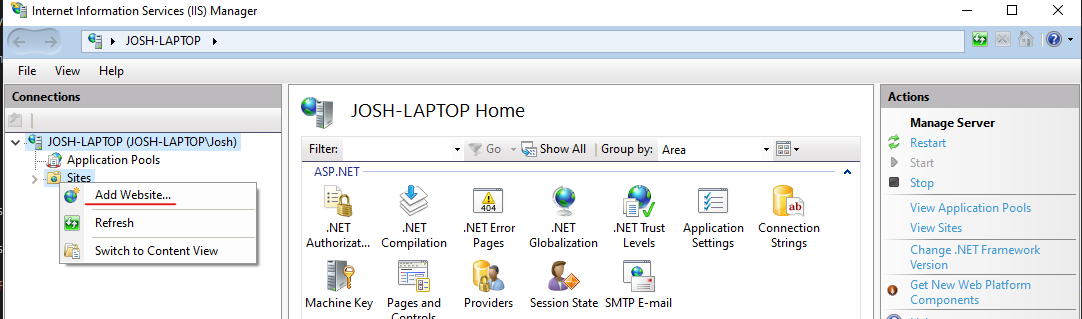 Internet Information Services (IIS) Manager
JOSH-LAPTOP
File View Help
Connections
JOSH-LAPTOP (JOSH-LAPTOP\Josh)
Application Pools
Sites
Add Website...
Refresh
Switch to Content View
JOSH-LAPTOP Home
Filter: Go Show All Group by: Area
ASP.NET
.NET Authorizat...
.NET Compilation
.NET Error Pages
404
.NET Globalization
.NET Trust Levels
Application Settings
ab
Connection Strings
Machine Key
Pages and Controls
Providers
Session State
SMTP E-mail
Actions
Manage Server
Restart
Start
Stop
View Application Pools
View Sites
Change .NET Framework
Version
Get New Web Platform
Components